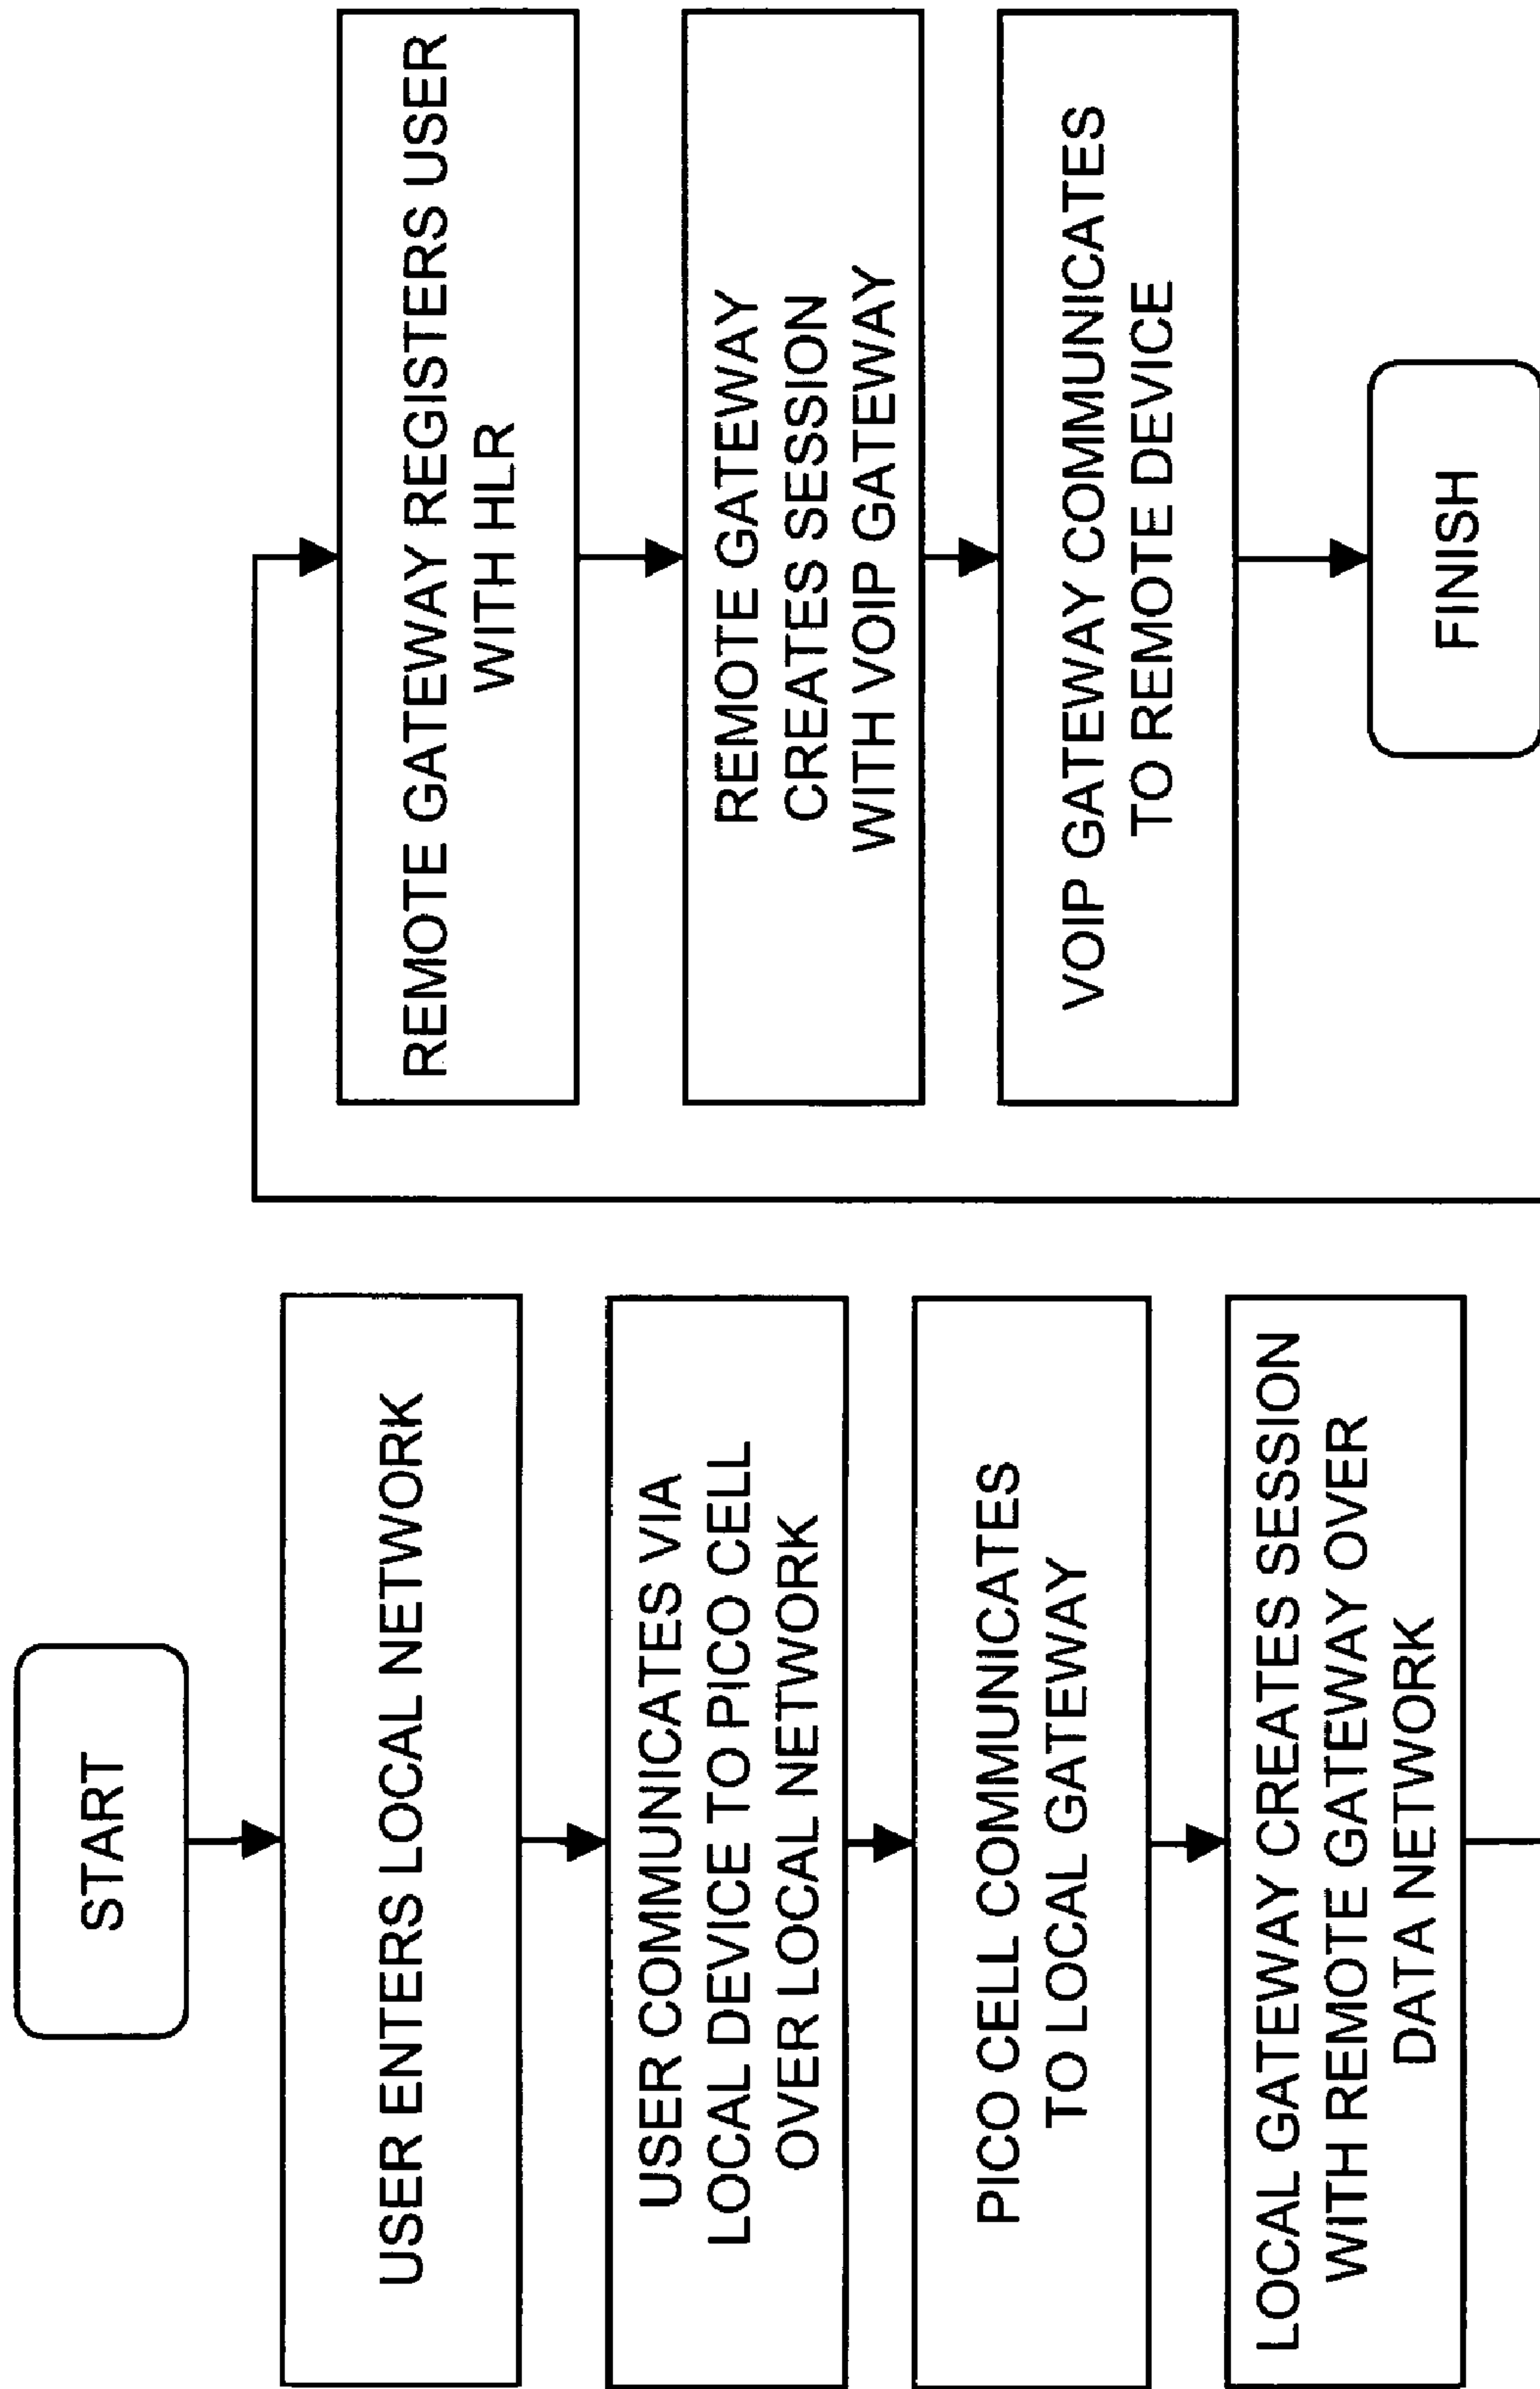 START
USER ENTERS LOCAL NETWORK
USER COMMUNICATES VIA
LOCAL DEVICE TO PICO CELL
OVER LOCAL NETWORK
PICO CELL COMMUNICATES
TO LOCAL GATEWAY
LOCAL GATEWAY CREATES SESSION
WITH REMOTE GATEWAY OVER
DATA NETWORK
REMOTE GATEWAY REGISTERS USER
WITH HLR
REMOTE GATEWAY
CREATES SESSION
WITH VOIP GATEWAY
VOIP GATEWAY COMMUNICATES
TO REMOTE DEVICE
FINISH